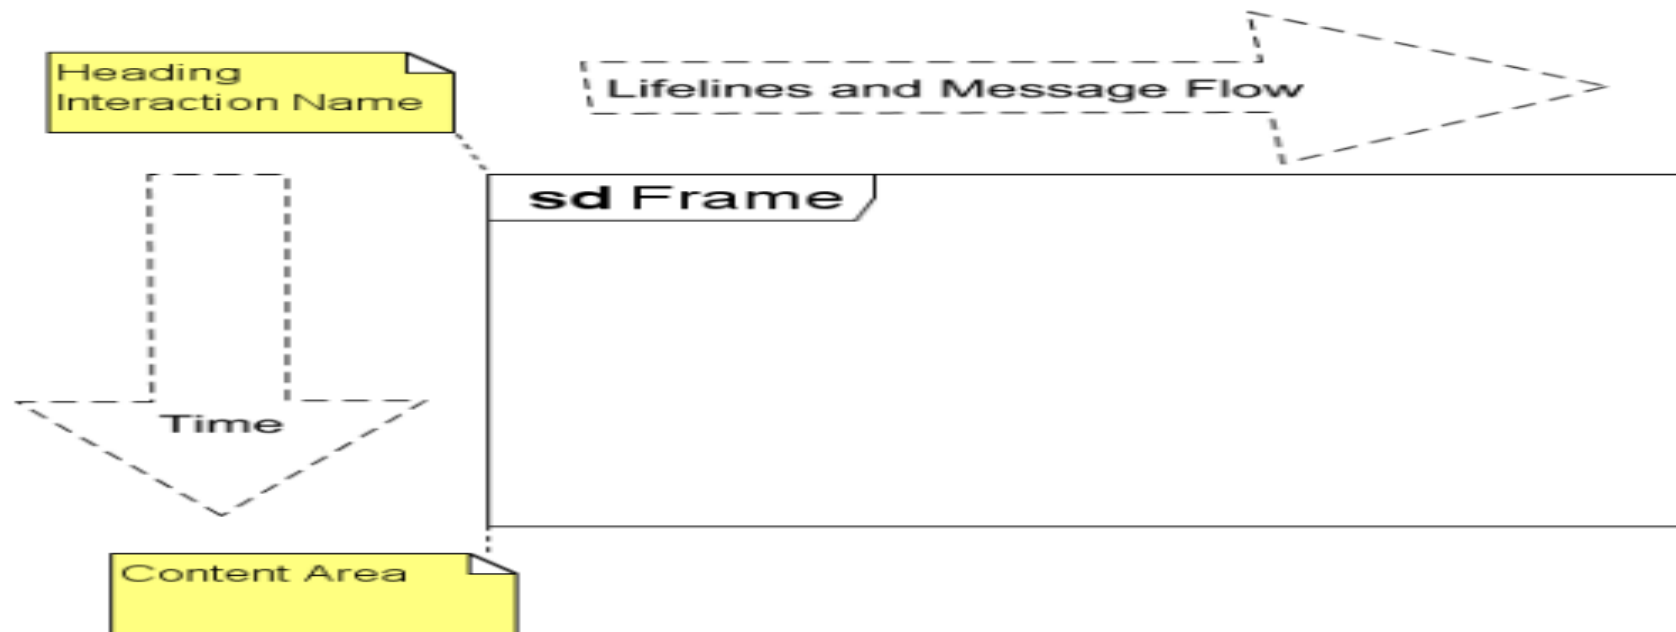 Heading
Interaction Name
Lifelines and Message Flow
sd Frame
Time
Content Area